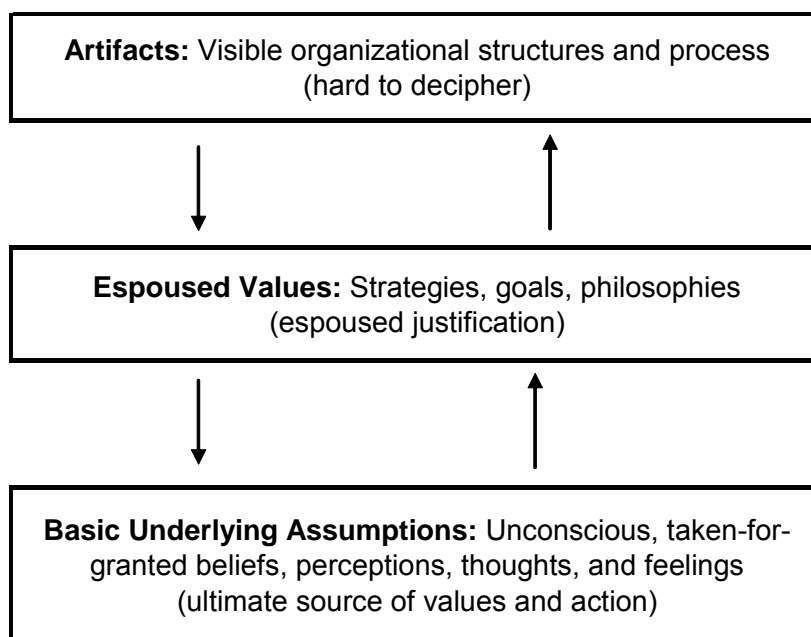 Artifacts: Visible organizational structures and process
(hard to decipher)
Espoused Values: Strategies, goals, philosophies
(espoused justification)
Basic Underlying Assumptions: Unconscious, taken-for-
granted beliefs, perceptions, thoughts, and feelings
(ultimate source of values and action)